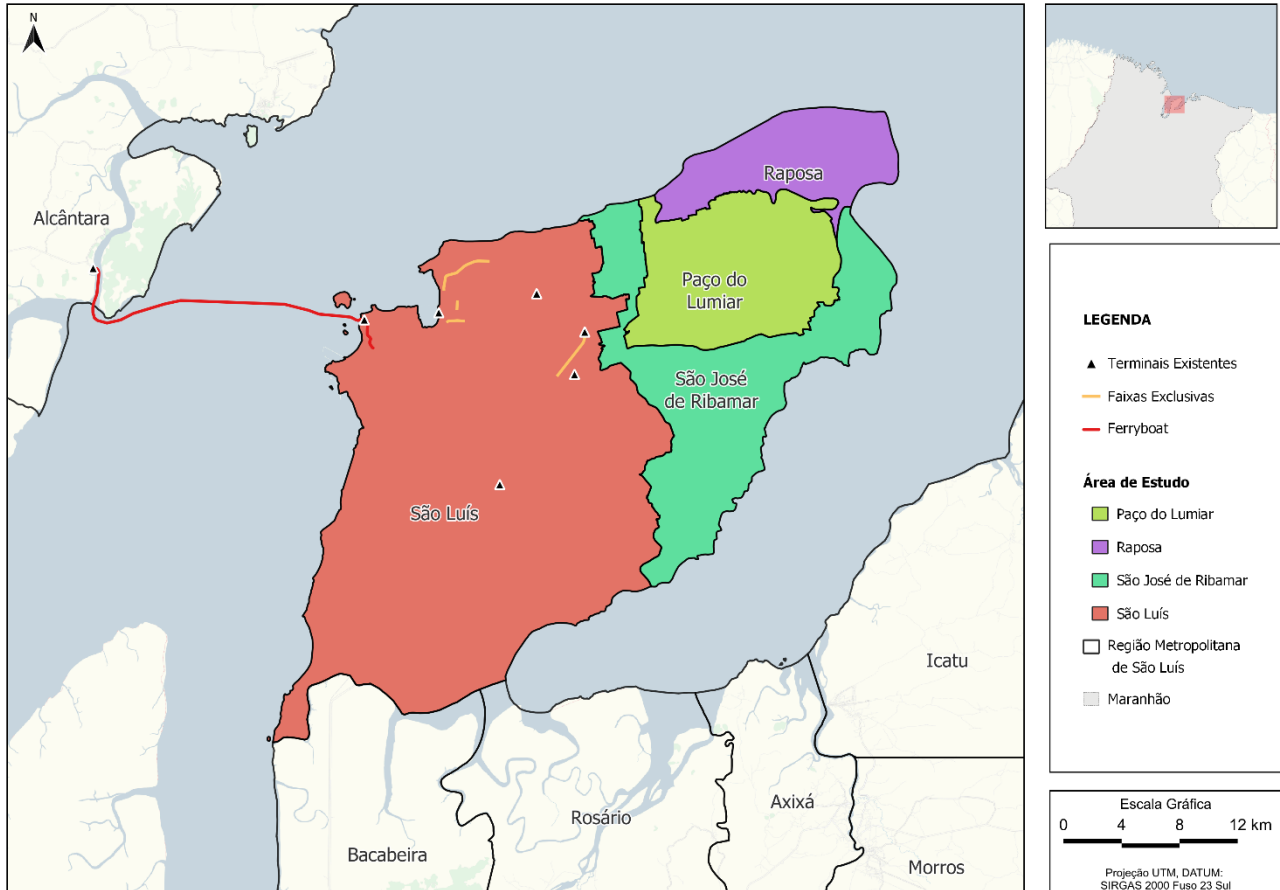 N
Alcântara
Raposa
Paço do
Lumiar
São José
de Ribamar
São Luís
Icatu
Axixá
Rosário
Bacabeira
Morros
LEGENDA
Terminais Existentes
Faixas Exclusivas
Ferryboat
Área de Estudo
Paço do Lumiar
Raposa
São José de Ribamar
São Luís
Região Metropolitana
de São Luís
Maranhão
Escala Gráfica
0 4 8 12 km
Projeção UTM, DATUM:
SIRGAS 2000 Fuso 23 Sul